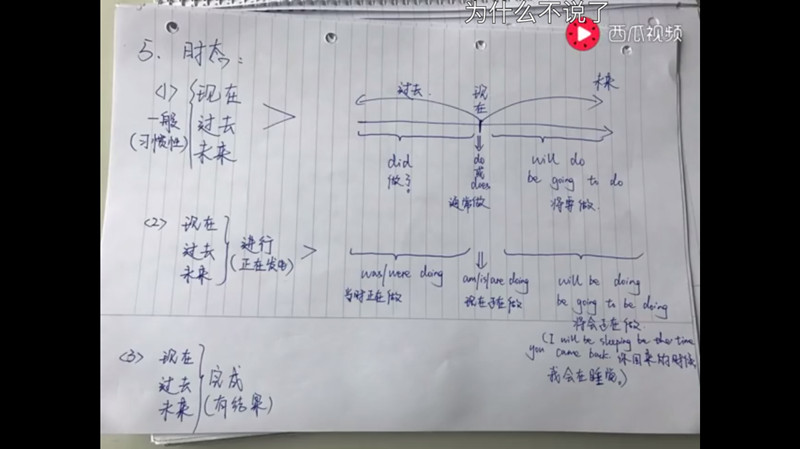 为什么不说了
西瓜视频
5. 时态:
<1> 现在
一般 过去
(习惯性) 未来
过去. 现在 未来
did do will do
做了 或 be going to do
does 将要做.
通常做
<2> 现在
过去 进行
未来 (正在发生)
was/were doing am/is/are doing will be doing
当时正在做 现在正在做 be going to be doing
将会正在做.
(I will be sleeping be the time
you came back 你回来的时候
我会在睡觉.)
<3> 现在
过去 完成
未来 (有结果)